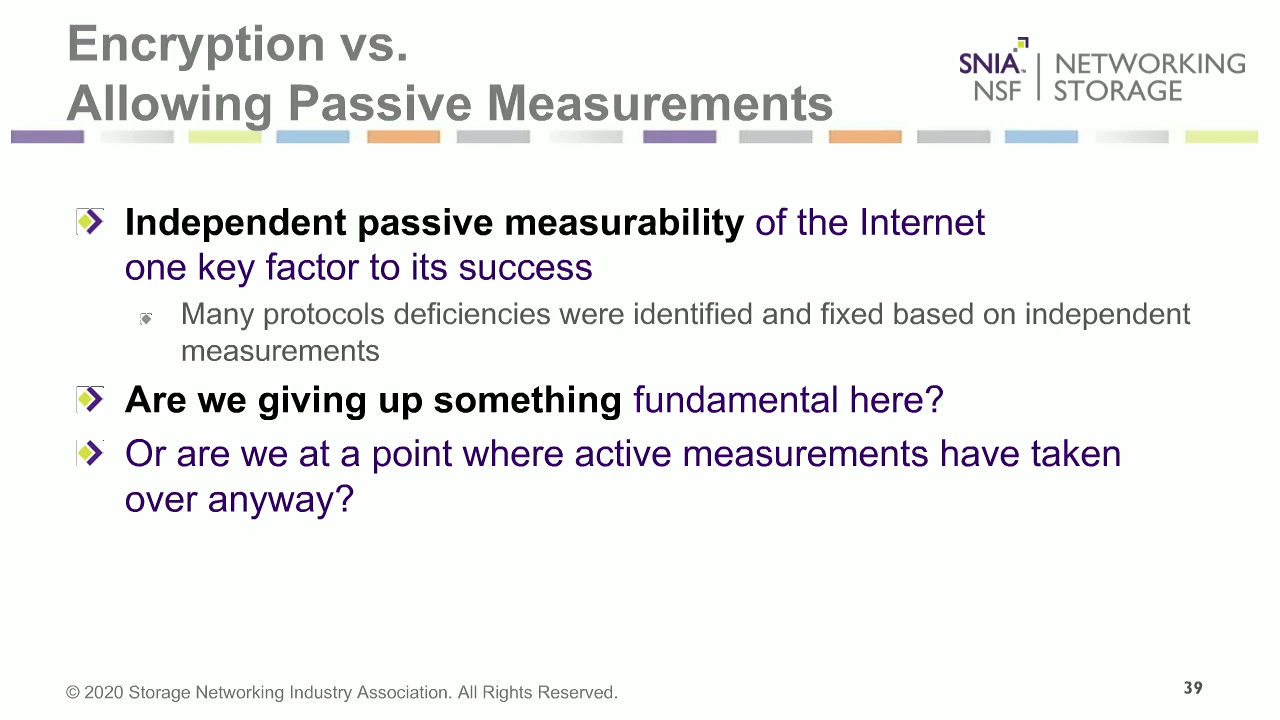 Encryption vs.
Allowing Passive Measurements
SNIA™ | NETWORKING
NSF | STORAGE
Independent passive measurability of the Internet
one key factor to its success
Many protocols deficiencies were identified and fixed based on independent
measurements
Are we giving up something fundamental here?
Or are we at a point where active measurements have taken
over anyway?
© 2020 Storage Networking Industry Association. All Rights Reserved.
39